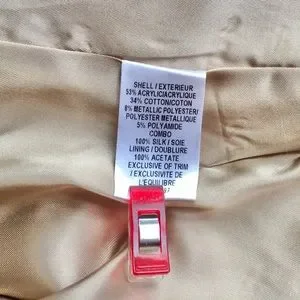 SHELL / EXTERIEUR
53% ACRYLIC/ACRYLIQUE
34% COTTON/COTON
8% METALLIC POLYESTER/
POLYESTER METALLIQUE
5% POLYAMIDE
COMBO
100% SILK / SOIE
LINING / DOUBLURE
100% ACETATE
EXCLUSIVE OF TRIM
/ EXCLUSIVITE DE
L'EQUILIBRE